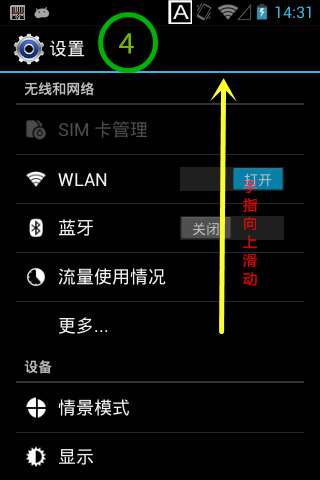 A 14:31
设置 4
无线和网络
SIM 卡管理
WLAN 打开
蓝牙 关闭
流量使用情况
更多...
手指向上滑动
设备
情景模式
显示